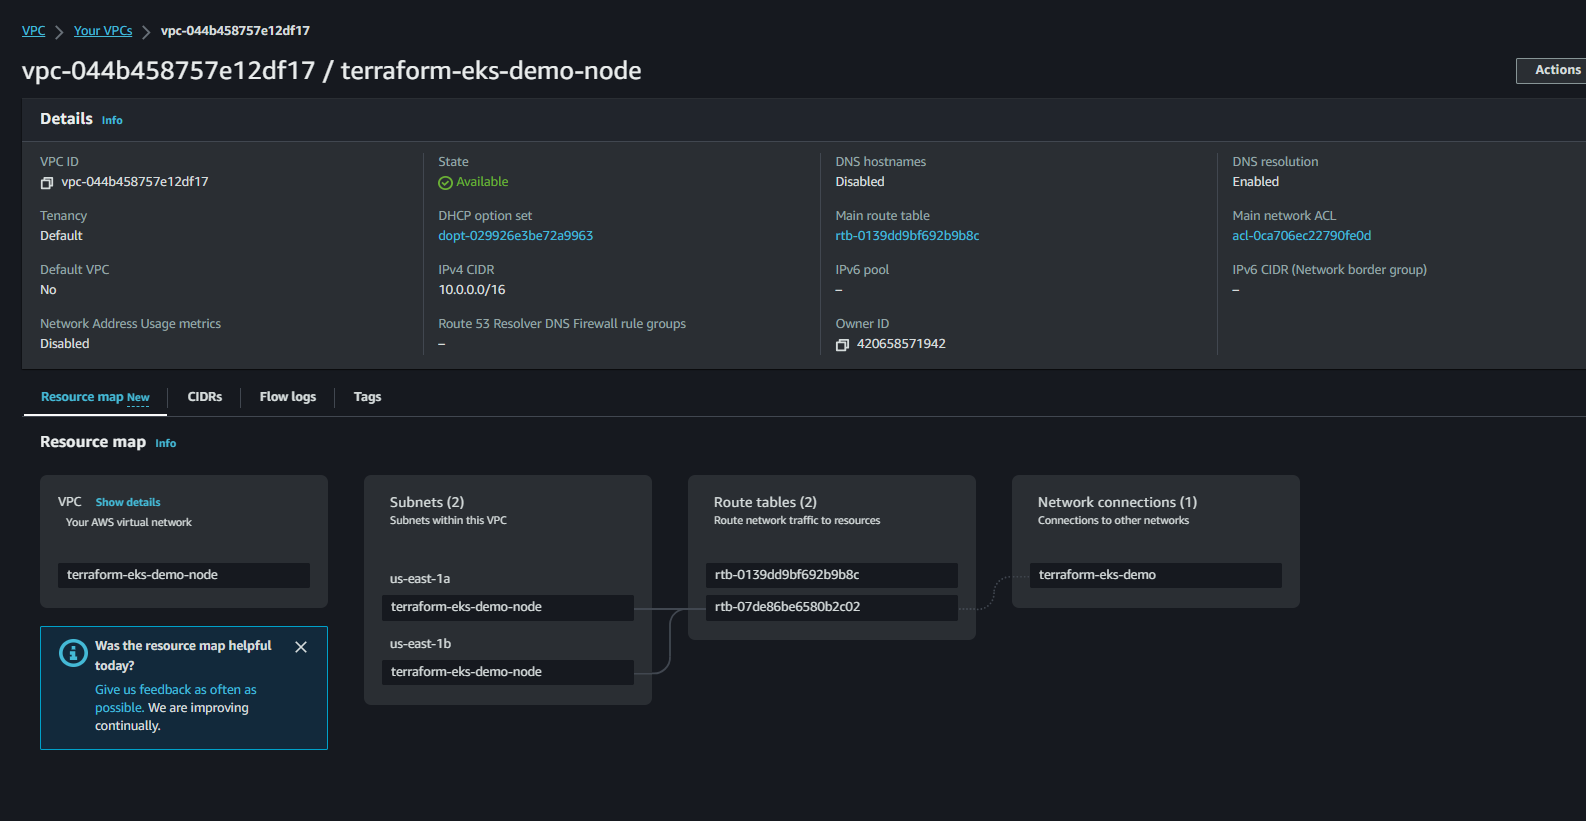 VPC > Your VPCs > vpc-044b458757e12df17
vpc-044b458757e12df17 / terraform-eks-demo-node
Actions
Details Info
VPC ID
vpc-044b458757e12df17
State
Available
DNS hostnames
Disabled
DNS resolution
Enabled
Tenancy
Default
DHCP option set
dopt-029926e3be72a9963
Main route table
rtb-0139dd9bf692b9b8c
Main network ACL
acl-0ca706ec22790fe0d
Default VPC
No
IPv4 CIDR
10.0.0.0/16
IPv6 pool
–
IPv6 CIDR (Network border group)
–
Network Address Usage metrics
Disabled
Route 53 Resolver DNS Firewall rule groups
–
Owner ID
420658571942
Resource map New
CIDRs
Flow logs
Tags
Resource map Info
VPC Show details
Your AWS virtual network
terraform-eks-demo-node
Subnets (2)
Subnets within this VPC
us-east-1a
terraform-eks-demo-node
us-east-1b
terraform-eks-demo-node
Route tables (2)
Route network traffic to resources
rtb-0139dd9bf692b9b8c
rtb-07de86be6580b2c02
Network connections (1)
Connections to other networks
terraform-eks-demo
Was the resource map helpful
today?
Give us feedback as often as
possible. We are improving
continually.